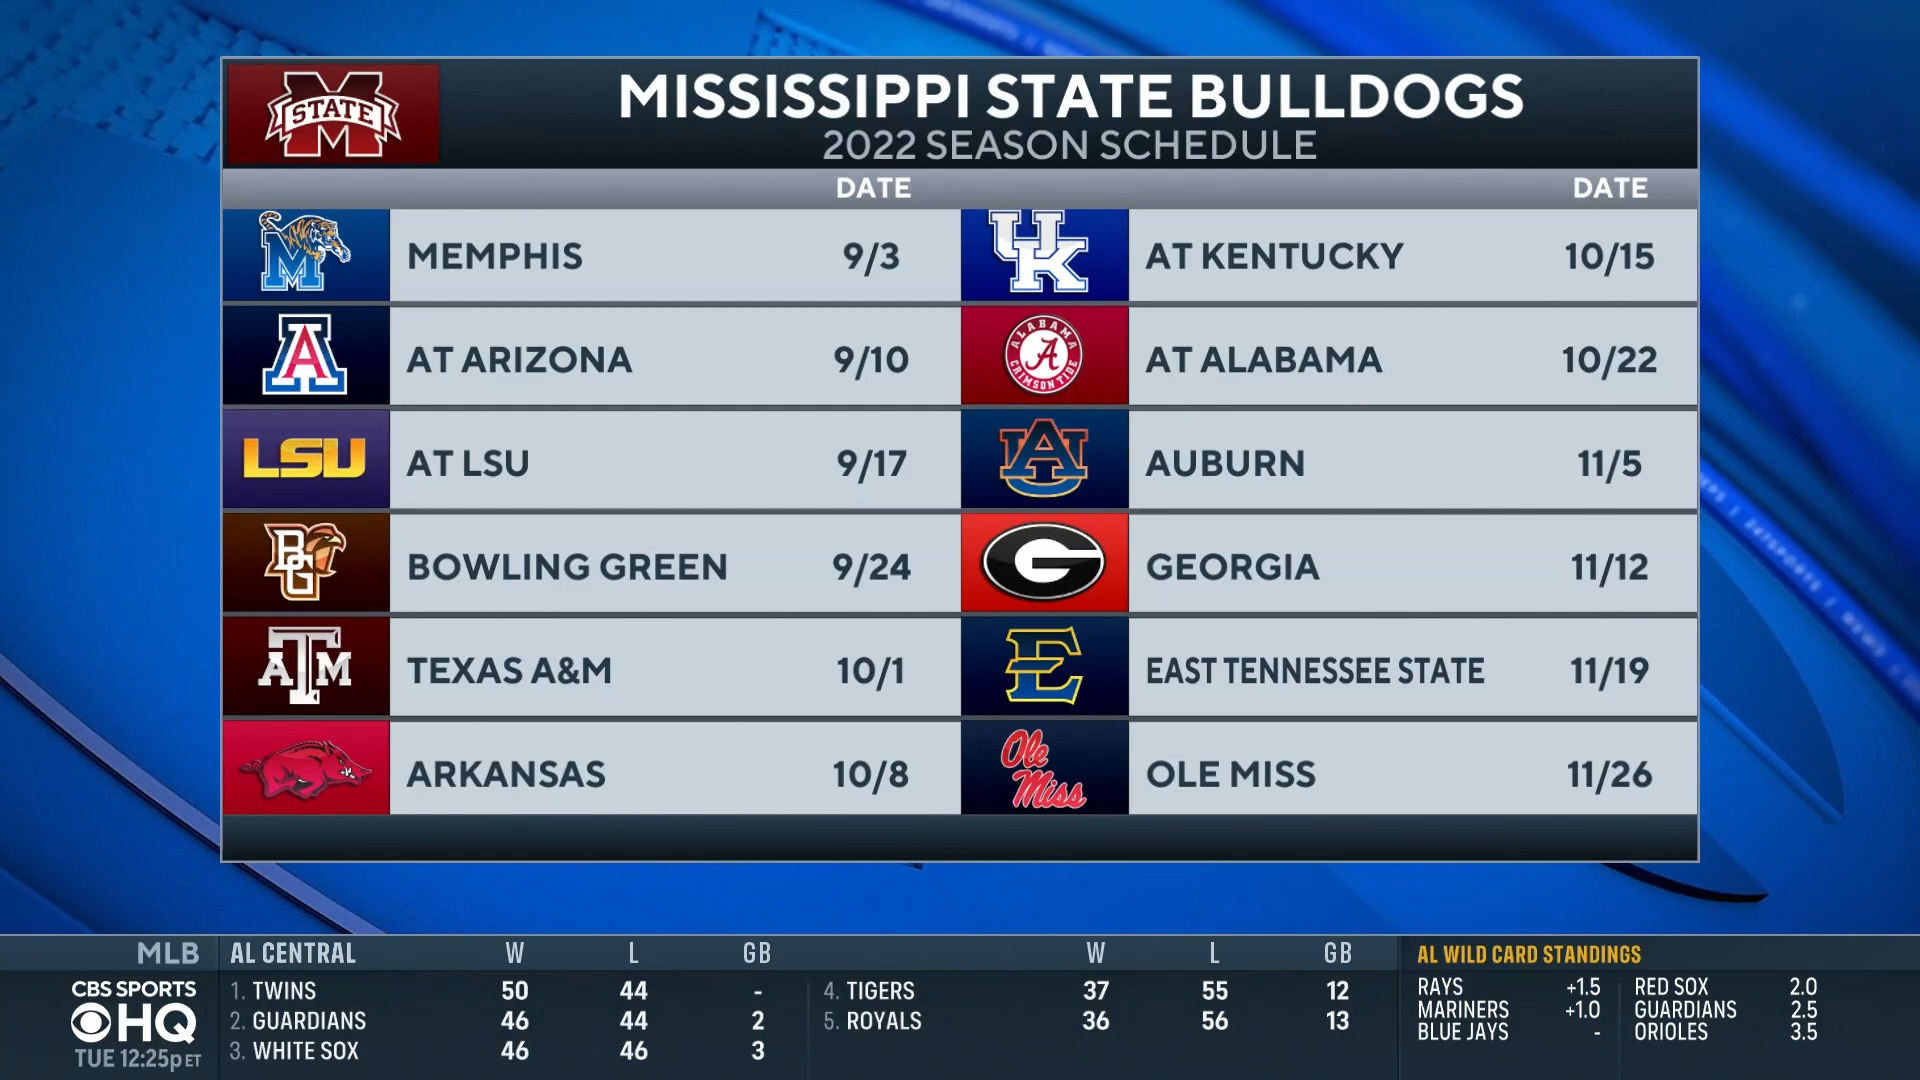 STATE
MISSISSIPPI STATE BULLDOGS
2022 SEASON SCHEDULE
DATE DATE
MEMPHIS 9/3
AT ARIZONA 9/10
LSU AT LSU 9/17
BOWLING GREEN 9/24
TEXAS A&M 10/1
ARKANSAS 10/8
UK AT KENTUCKY 10/15
ALABAMA A CRIMSON TIDE AT ALABAMA 10/22
AU AUBURN 11/5
G GEORGIA 11/12
E EAST TENNESSEE STATE 11/19
Ole Miss OLE MISS 11/26
MLB
CBS SPORTS
HQ
TUE 12:25p ET
AL CENTRAL W L GB
1. TWINS 50 44 -
2. GUARDIANS 46 44 2
3. WHITE SOX 46 46 3
W L GB
4. TIGERS 37 55 12
5. ROYALS 36 56 13
AL WILD CARD STANDINGS
RAYS +1.5
MARINERS +1.0
BLUE JAYS -
RED SOX 2.0
GUARDIANS 2.5
ORIOLES 3.5